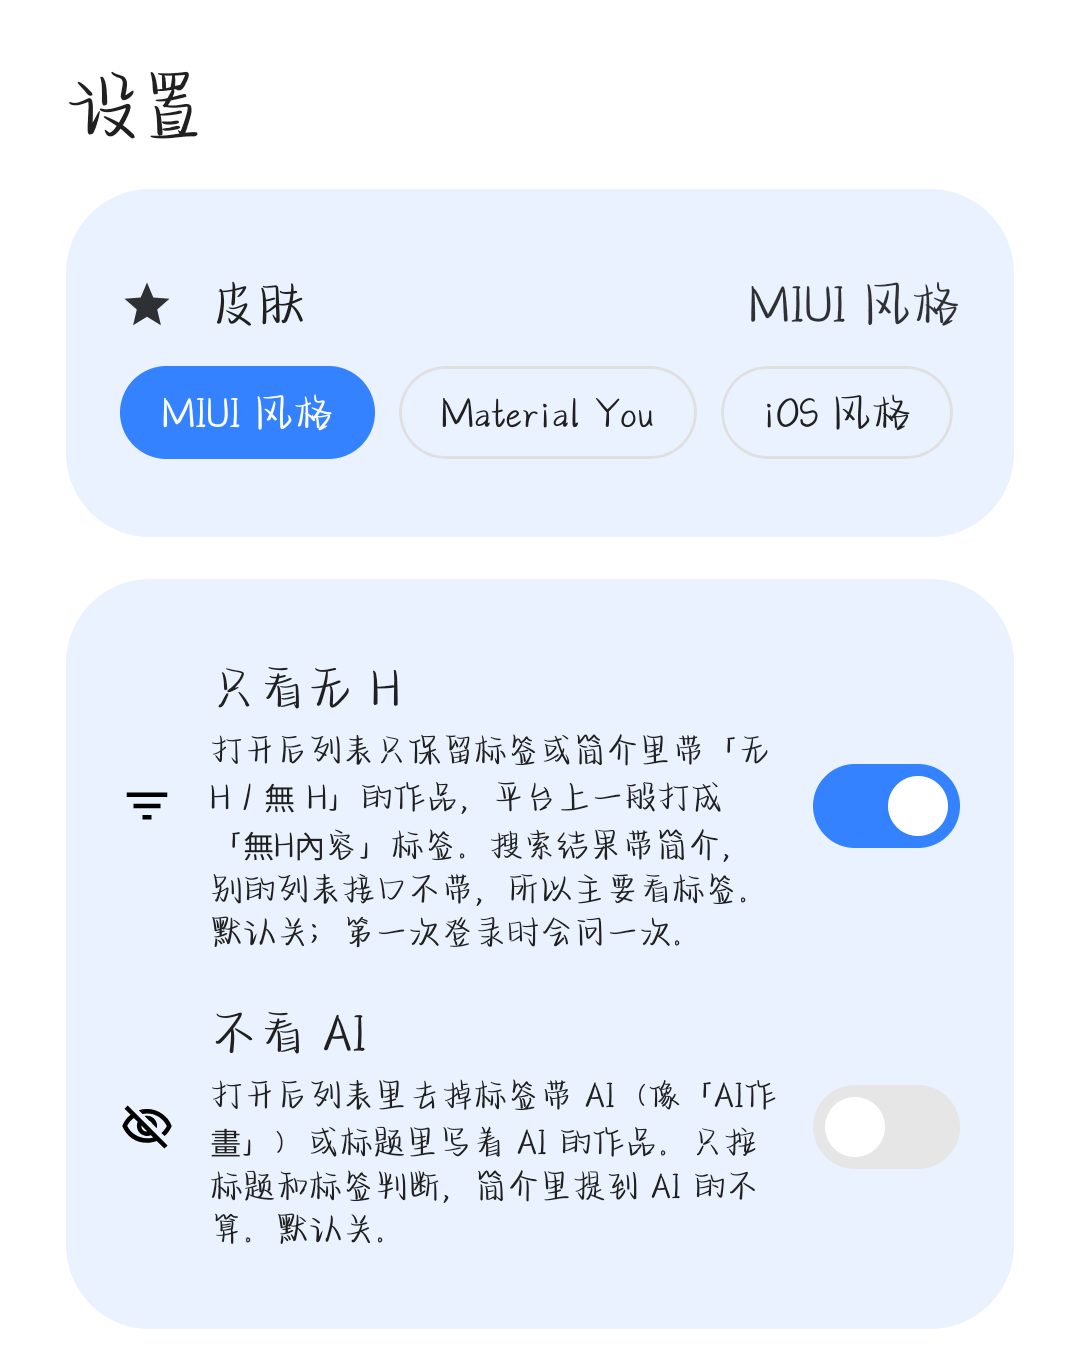 设置
皮肤 MIUI 风格
MIUI 风格 Material You iOS 风格
只看无 H
打开后列表只保留标签或简介里带「无
H / 無 H」的作品，平台上一般打成
「無H內容」标签。搜索结果带简介，
别的列表接口不带，所以主要看标签。
默认关；第一次登录时会问一次。
不看 AI
打开后列表里去掉标签带 AI（像「AI作
畫」）或标题里写着 AI 的作品。只按
标题和标签判断，简介里提到 AI 的不
算。默认关。